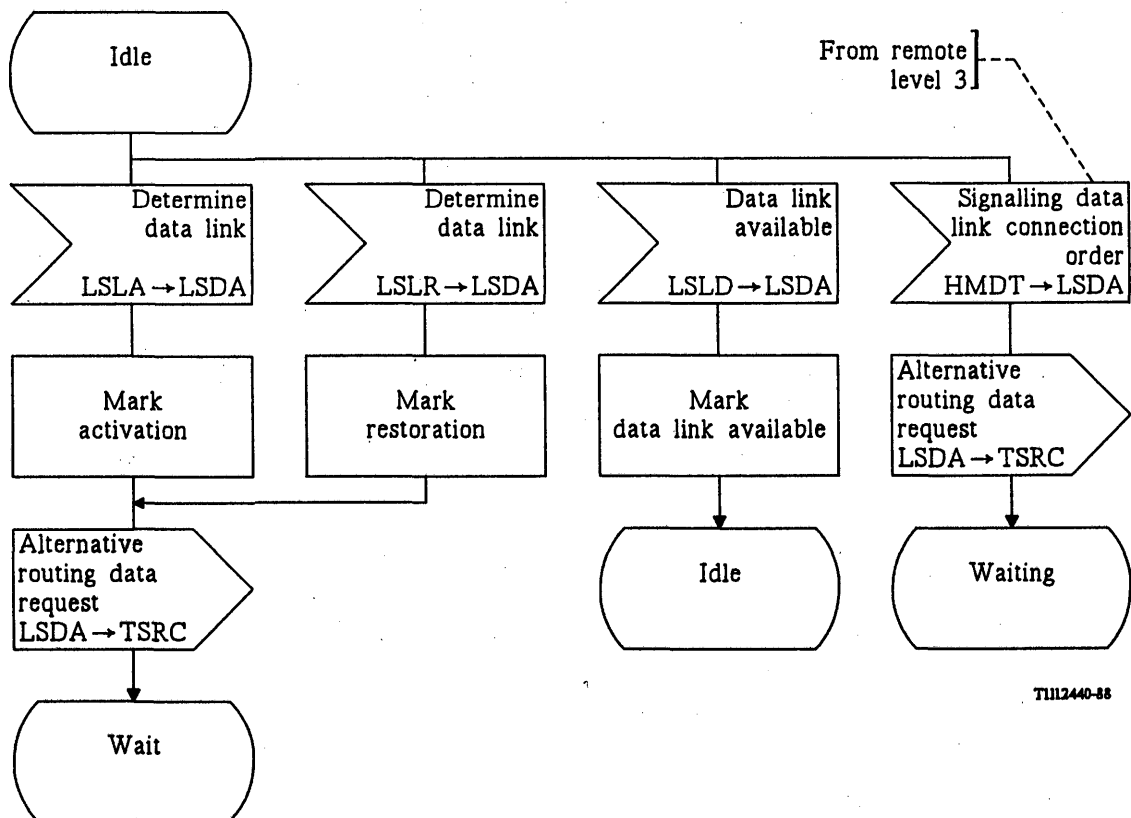 Idle
From remote
level 3
Determine
data link
LSLA → LSDA
Determine
data link
LSLR → LSDA
Data link
available
LSLD → LSDA
Signalling data
link connection
order
HMDT → LSDA
Mark
activation
Mark
restoration
Mark
data link available
Alternative
routing data
request
LSDA → TSRC
Alternative
routing data
request
LSDA → TSRC
Idle
Waiting
T1112440-88
Wait